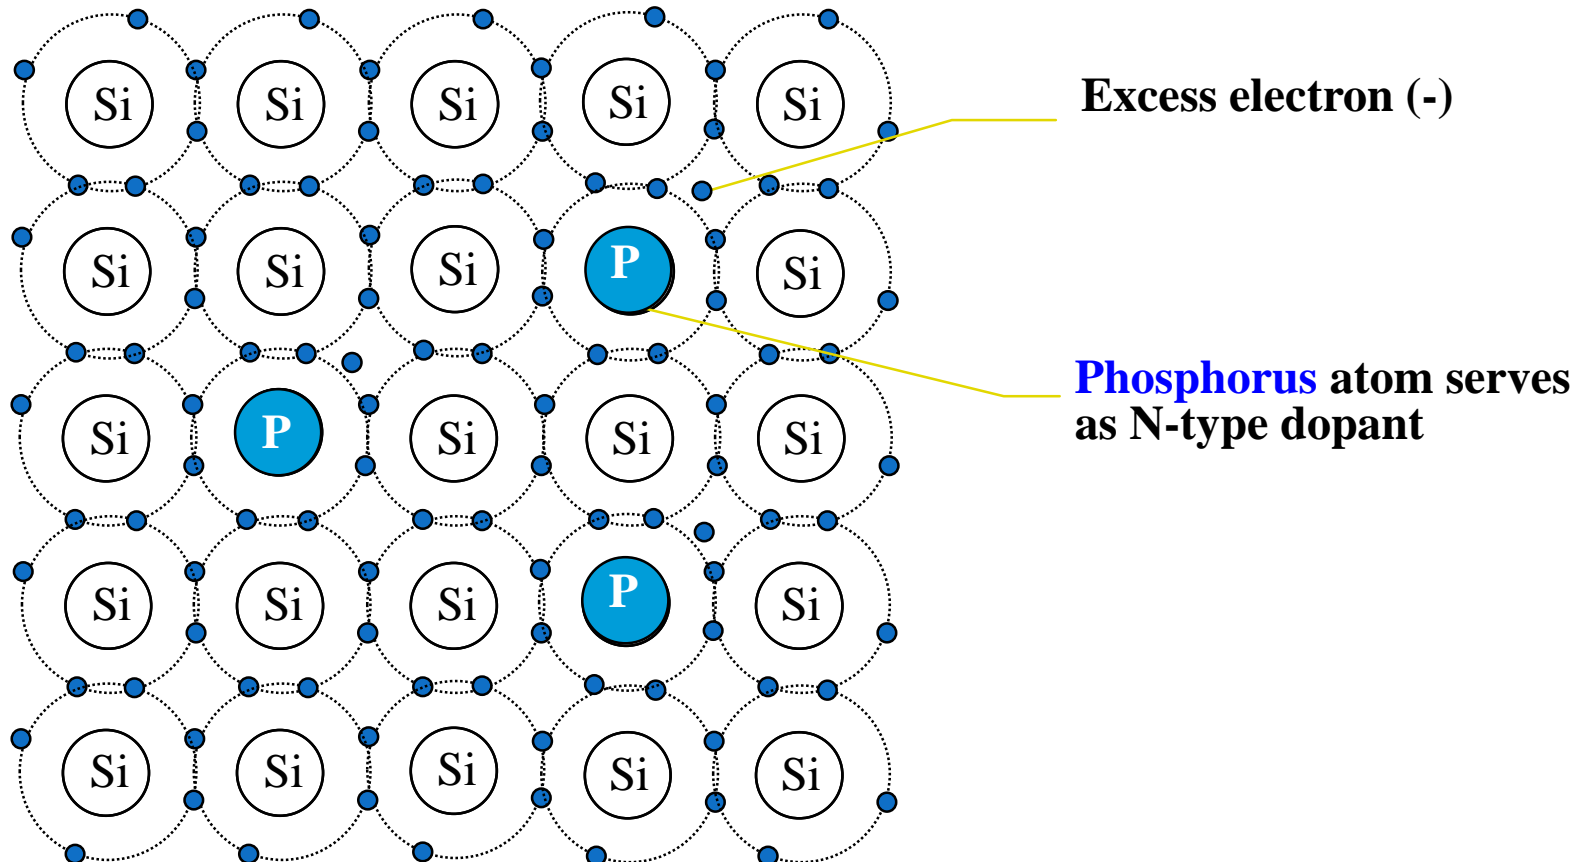 Si Si Si Si Si
Excess electron (-)
Si Si Si P Si
Phosphorus atom serves
as N-type dopant
Si P Si Si Si
Si Si Si P Si
Si Si Si Si Si